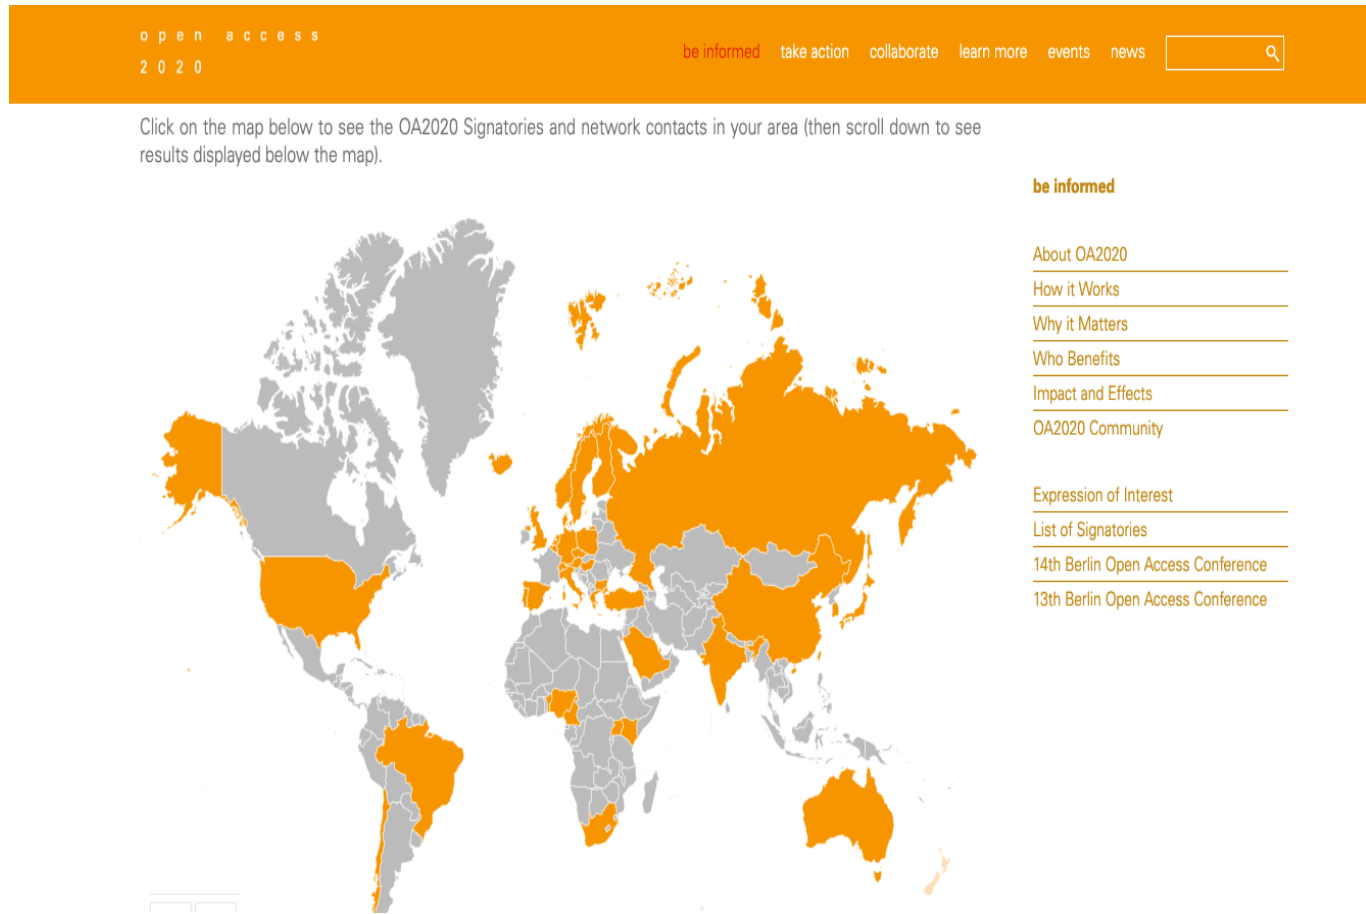 open access
2020
be informed take action collaborate learn more events news
Click on the map below to see the OA2020 Signatories and network contacts in your area (then scroll down to see
results displayed below the map).
be informed
About OA2020
How it Works
Why it Matters
Who Benefits
Impact and Effects
OA2020 Community
Expression of Interest
List of Signatories
14th Berlin Open Access Conference
13th Berlin Open Access Conference